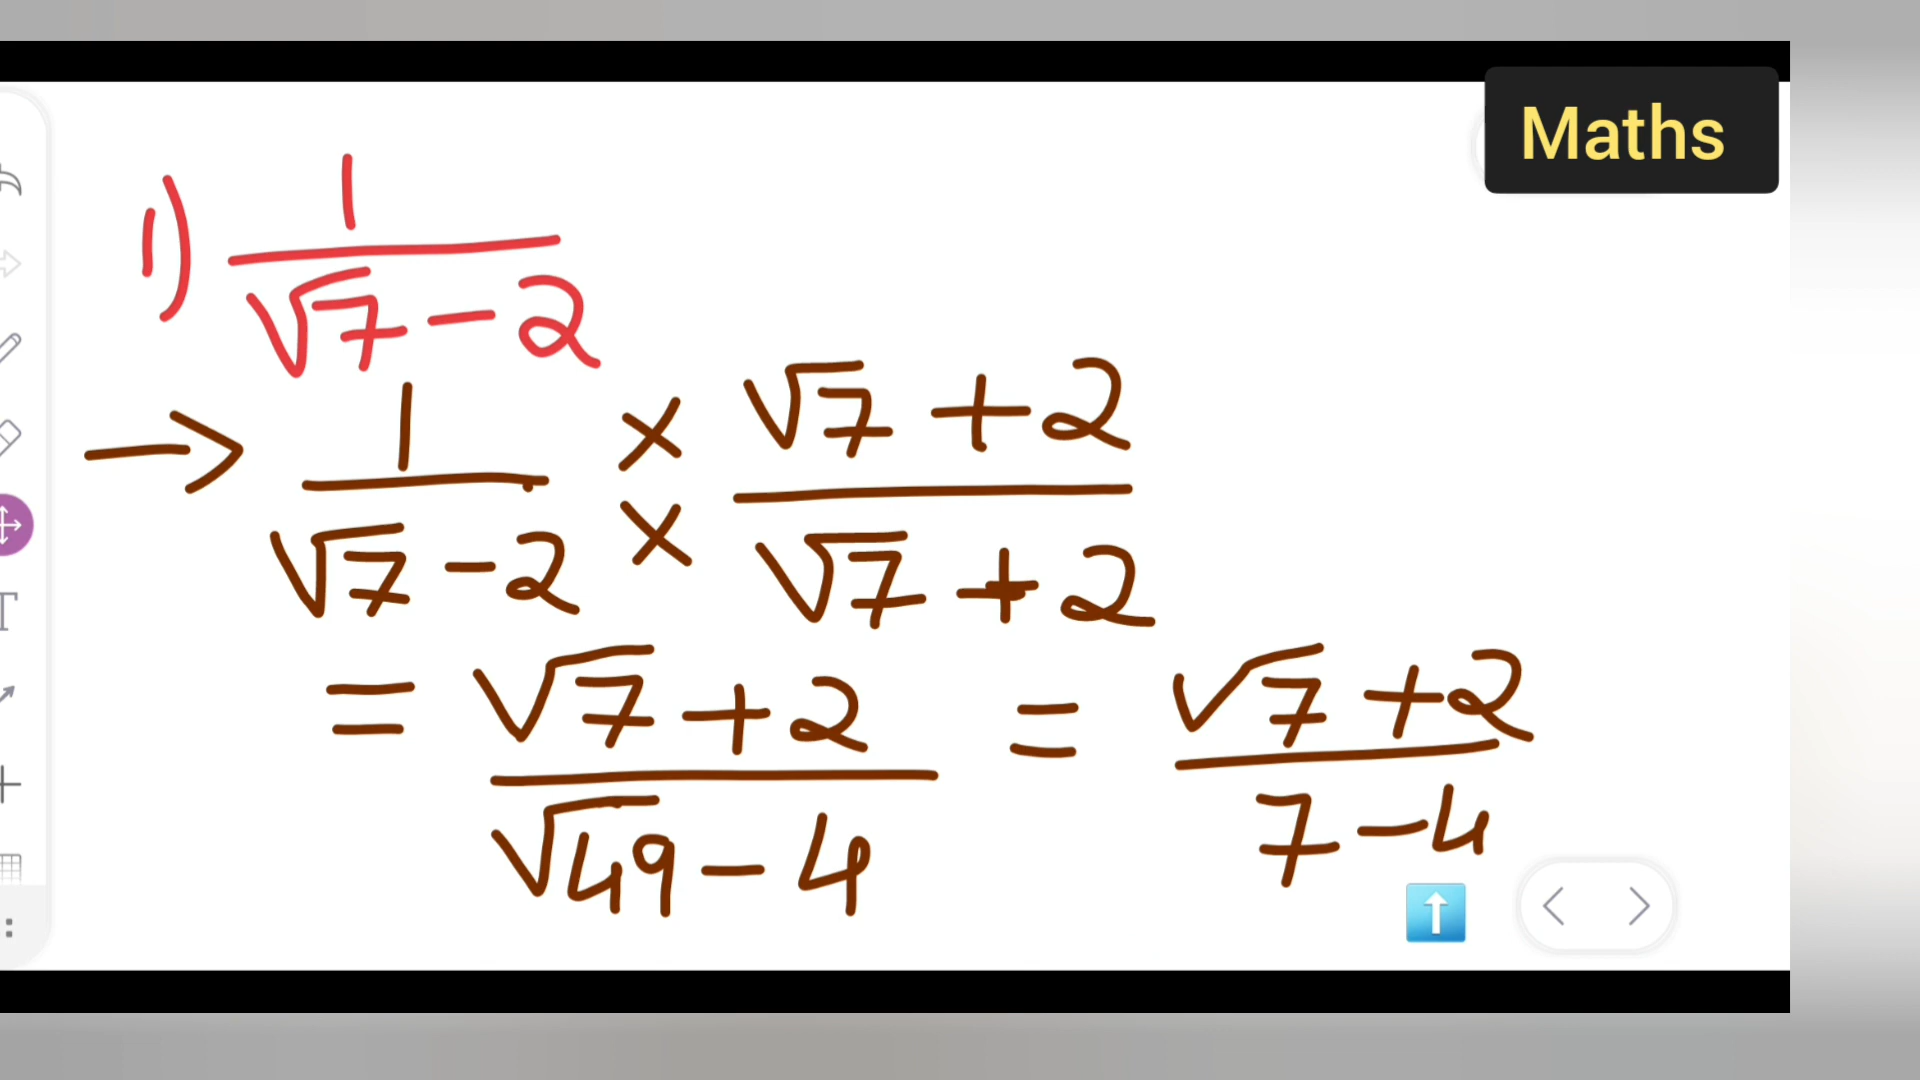 Maths
1) 1
√7 - 2
→ 1 × √7 + 2
√7 - 2 × √7 + 2
= √7 + 2 = √7 + 2
√49 - 4 7 - 4